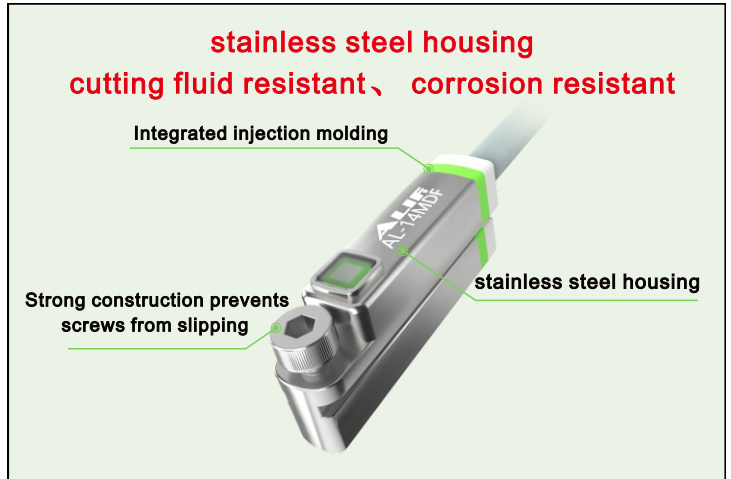 stainless steel housing
cutting fluid resistant、 corrosion resistant
Integrated injection molding
ALIF
AL-14MDF
stainless steel housing
Strong construction prevents
screws from slipping